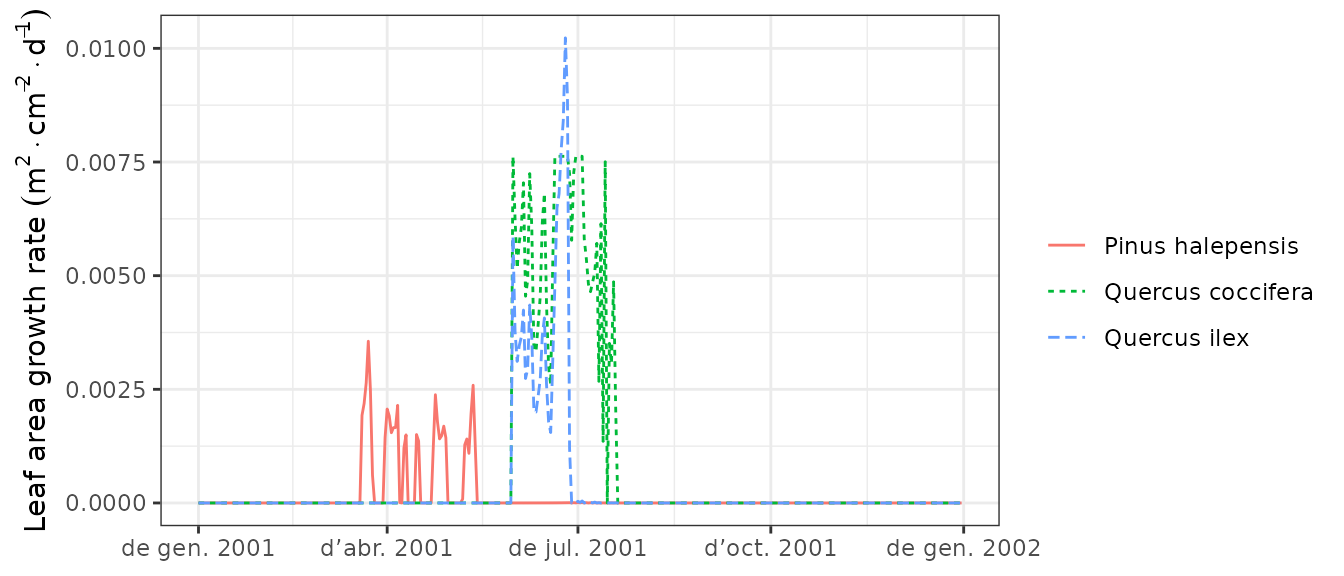 Leaf area growth rate (m² · cm⁻² · d⁻¹)
0.0100
0.0075
0.0050
0.0025
0.0000
de gen. 2001 d’abr. 2001 de jul. 2001 d’oct. 2001 de gen. 2002
Pinus halepensis
Quercus coccifera
Quercus ilex